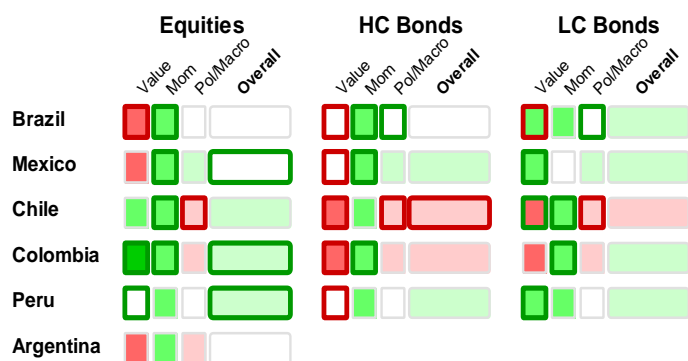 Equities HC Bonds LC Bonds
Value Mom Pol/Macro Overall Value Mom Pol/Macro Overall Value Mom Pol/Macro Overall
Brazil
Mexico
Chile
Colombia
Peru
Argentina